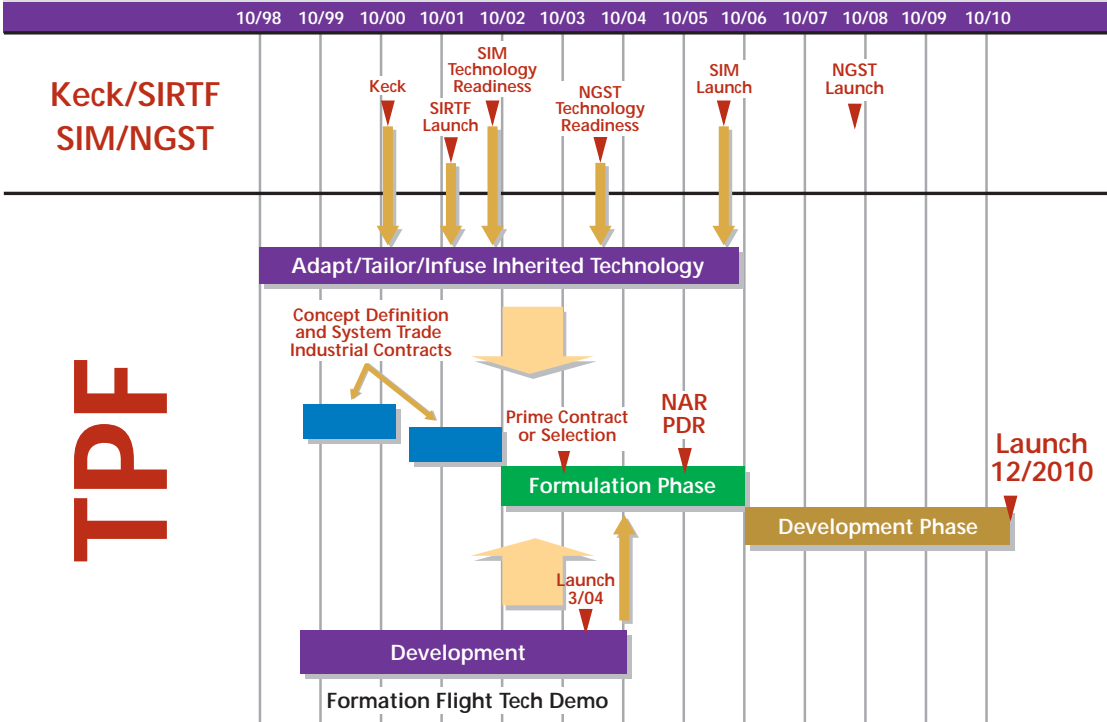 10/98 10/99 10/00 10/01 10/02 10/03 10/04 10/05 10/06 10/07 10/08 10/09 10/10
Keck/SIRTF
SIM/NGST
Keck
SIRTF
Launch
SIM
Technology
Readiness
NGST
Technology
Readiness
SIM
Launch
NGST
Launch
TPF
Adapt/Tailor/Infuse Inherited Technology
Concept Definition
and System Trade
Industrial Contracts
Prime Contract
or Selection
NAR
PDR
Formulation Phase
Launch
12/2010
Development Phase
Launch
3/04
Development
Formation Flight Tech Demo